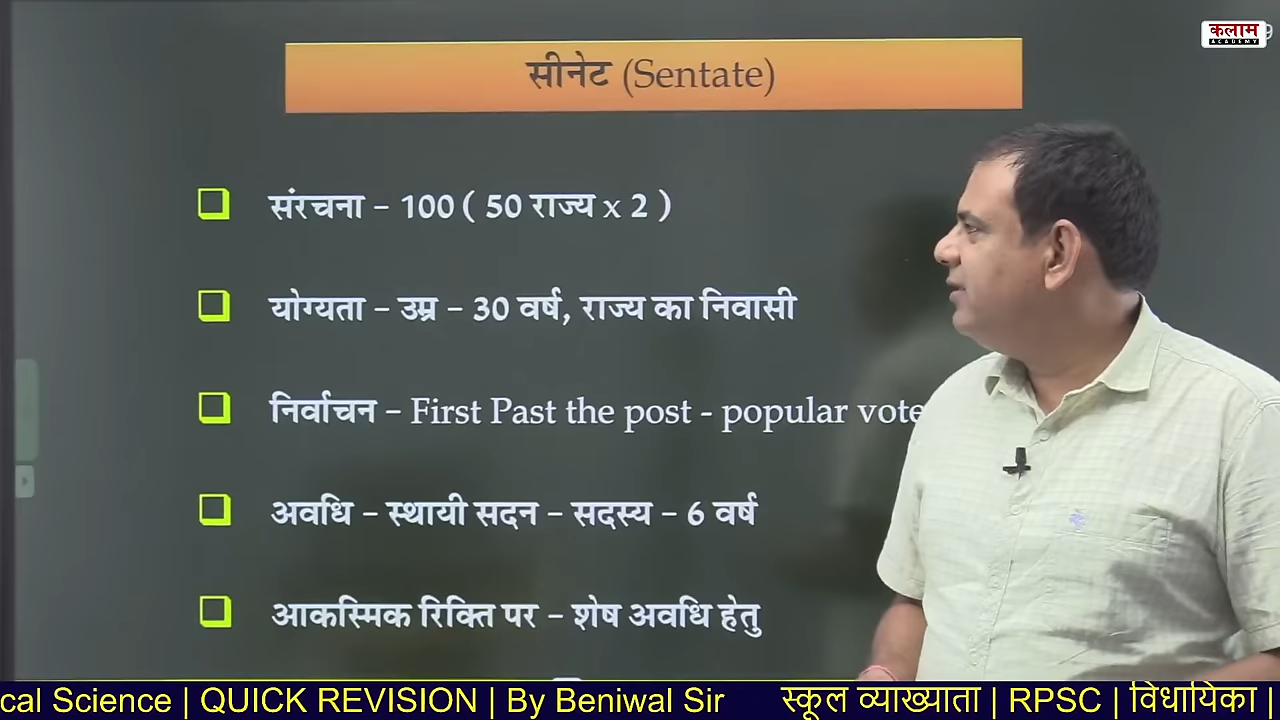 कलाम
ACADEMY
सीनेट (Sentate)
संरचना – 100 ( 50 राज्य x 2 )
योग्यता – उम्र – 30 वर्ष, राज्य का निवासी
निर्वाचन – First Past the post - popular vote
अवधि – स्थायी सदन – सदस्य – 6 वर्ष
आकस्मिक रिक्ति पर – शेष अवधि हेतु
cal Science | QUICK REVISION | By Beniwal Sir स्कूल व्याख्याता | RPSC | विधायिका |